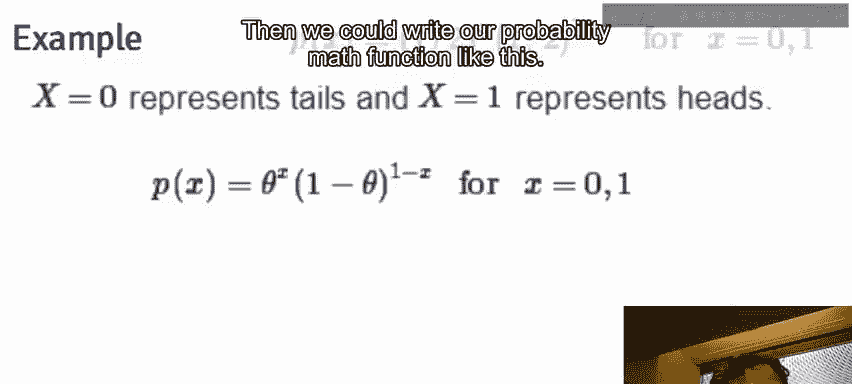 Example
Then we could write our probability
math function like this.
for x = 0, 1
X = 0 represents tails and X = 1 represents heads.
p(x) = θ^x (1 − θ)^{1−x} for x = 0, 1